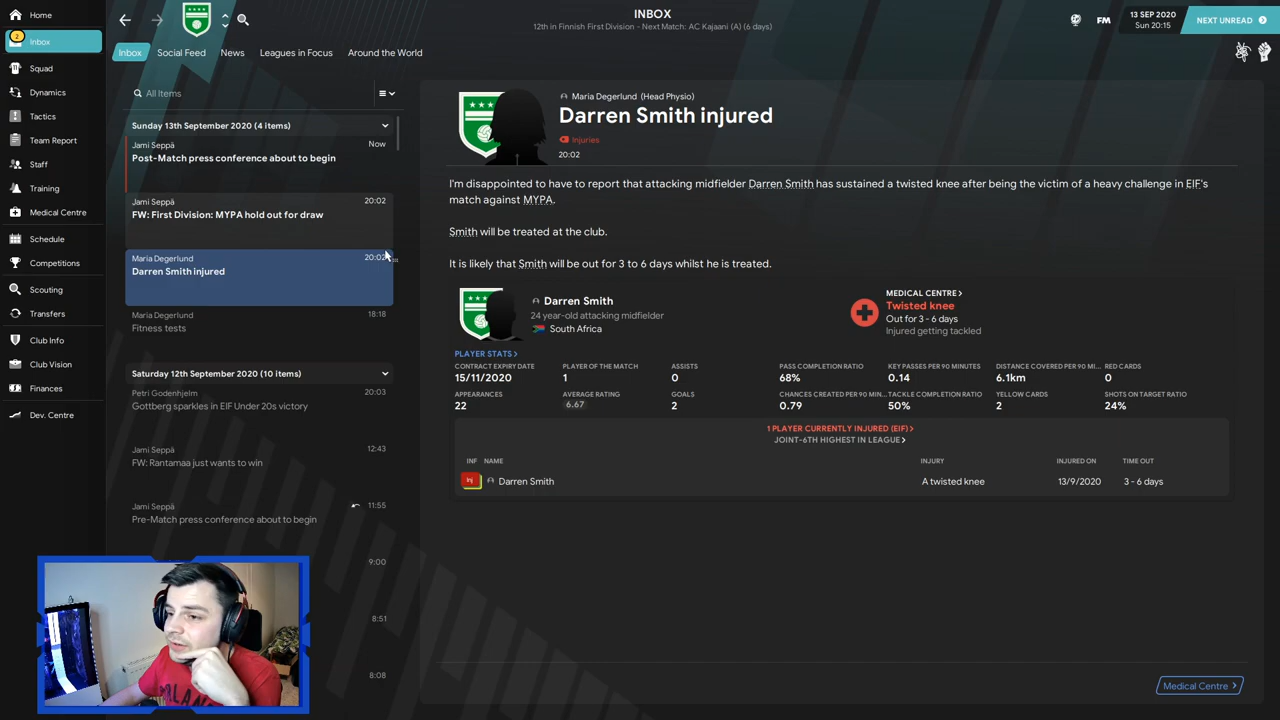 INBOX
12th in Finnish First Division - Next Match: AC Kajaani (A) (6 days)
FM
13 SEP 2020
Sun 20:15
NEXT UNREAD
Home
2
Inbox
Squad
Dynamics
Tactics
Team Report
Staff
Training
Medical Centre
Schedule
Competitions
Scouting
Transfers
Club Info
Club Vision
Finances
Dev. Centre
Inbox
Social Feed
News
Leagues in Focus
Around the World
All Items
Sunday 13th September 2020 (4 items)
Jami Seppä
Now
Post-Match press conference about to begin
Jami Seppä
20:02
FW: First Division: MYPA hold out for draw
Maria Degerlund
20:02
Darren Smith injured
Maria Degerlund
18:18
Fitness tests
Saturday 12th September 2020 (10 items)
Petri Godenhjelm
20:03
Gottberg sparkles in EIF Under 20s victory
Jami Seppä
12:43
FW: Rantamaa just wants to win
Jami Seppä
11:55
Pre-Match press conference about to begin
9:00
8:51
8:08
Maria Degerlund (Head Physio)
Darren Smith injured
Injuries
20:02
I'm disappointed to have to report that attacking midfielder Darren Smith has sustained a twisted knee after being the victim of a heavy challenge in EIF's
match against MYPA.
Smith will be treated at the club.
It is likely that Smith will be out for 3 to 6 days whilst he is treated.
Darren Smith
24 year-old attacking midfielder
South Africa
MEDICAL CENTRE
Twisted knee
Out for 3 - 6 days
Injured getting tackled
PLAYER STATS
CONTRACT EXPIRY DATE
PLAYER OF THE MATCH
ASSISTS
PASS COMPLETION RATIO
KEY PASSES PER 90 MINUTES
DISTANCE COVERED PER 90 MI...
RED CARDS
15/11/2020
1
0
68%
0.14
6.1km
0
APPEARANCES
AVERAGE RATING
GOALS
CHANCES CREATED PER 90 MIN...
TACKLE COMPLETION RATIO
YELLOW CARDS
SHOTS ON TARGET RATIO
22
6.67
2
0.79
50%
2
24%
1 PLAYER CURRENTLY INJURED (EIF)
JOINT-6TH HIGHEST IN LEAGUE
INF
NAME
INJURY
INJURED ON
TIME OUT
Inj
Darren Smith
A twisted knee
13/9/2020
3 - 6 days
Medical Centre